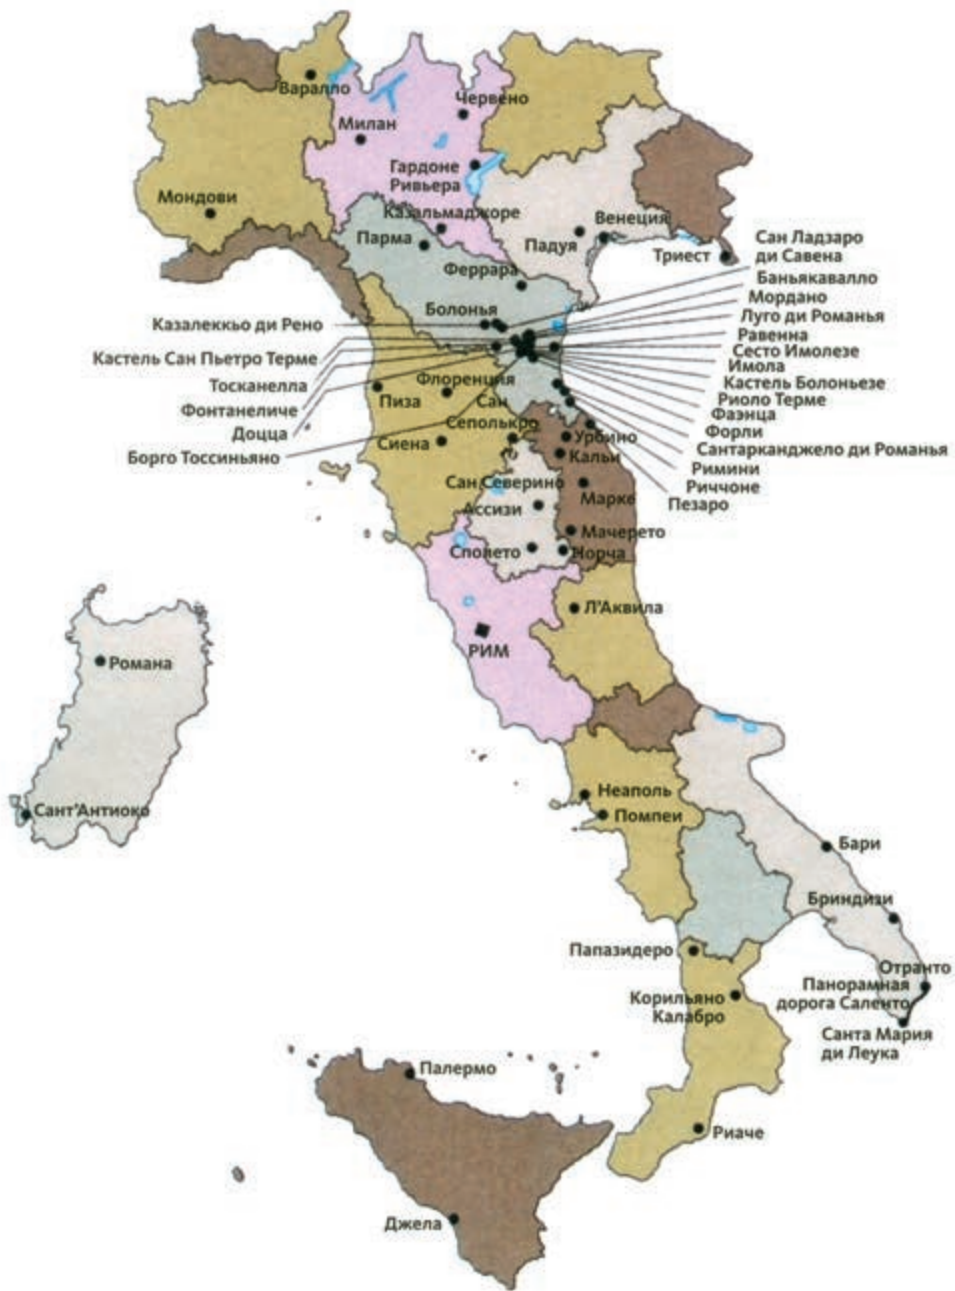 Варалло
Червено
Милан
Гардоне
Ривьера
Мондови
Казальмаджоре
Парма
Венеция
Падуя
Триест
Феррара
Болонья
Сан Ладзаро
ди Савена
Баньякавалло
Мордано
Луго ди Романья
Равенна
Сесто Имолезе
Имола
Кастель Болоньезе
Риоло Терме
Фаэнца
Форли
Сантарканджело ди Романья
Римини
Риччоне
Пезаро
Казалеккьо ди Рено
Кастель Сан Пьетро Терме
Тосканелла
Фонтанеличе
Доцца
Борго Тоссиньяно
Флоренция
Пиза
Сан
Сеполькро
Сиена
Урбино
Кальи
Сан Северино
Марке
Ассизи
Мачерето
Сполето
Норча
Л'Аквила
РИМ
Романа
Сант'Антиоко
Неаполь
Помпеи
Бари
Бриндизи
Папазидеро
Отранто
Панорамная
дорога Саленто
Корильяно
Калабро
Санта Мария
ди Леука
Палермо
Риаче
Джела